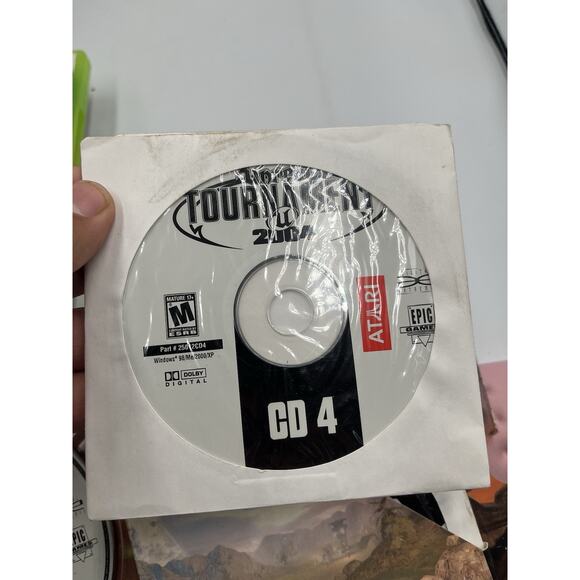 TOURNAMENT
2004
MATURE 17+
M
ESRB
Windows® 98/Me/2000/XP
DOLBY
DIGITAL
ATARI
EPIC
GAMES
CD 4
EPIC
GAMES